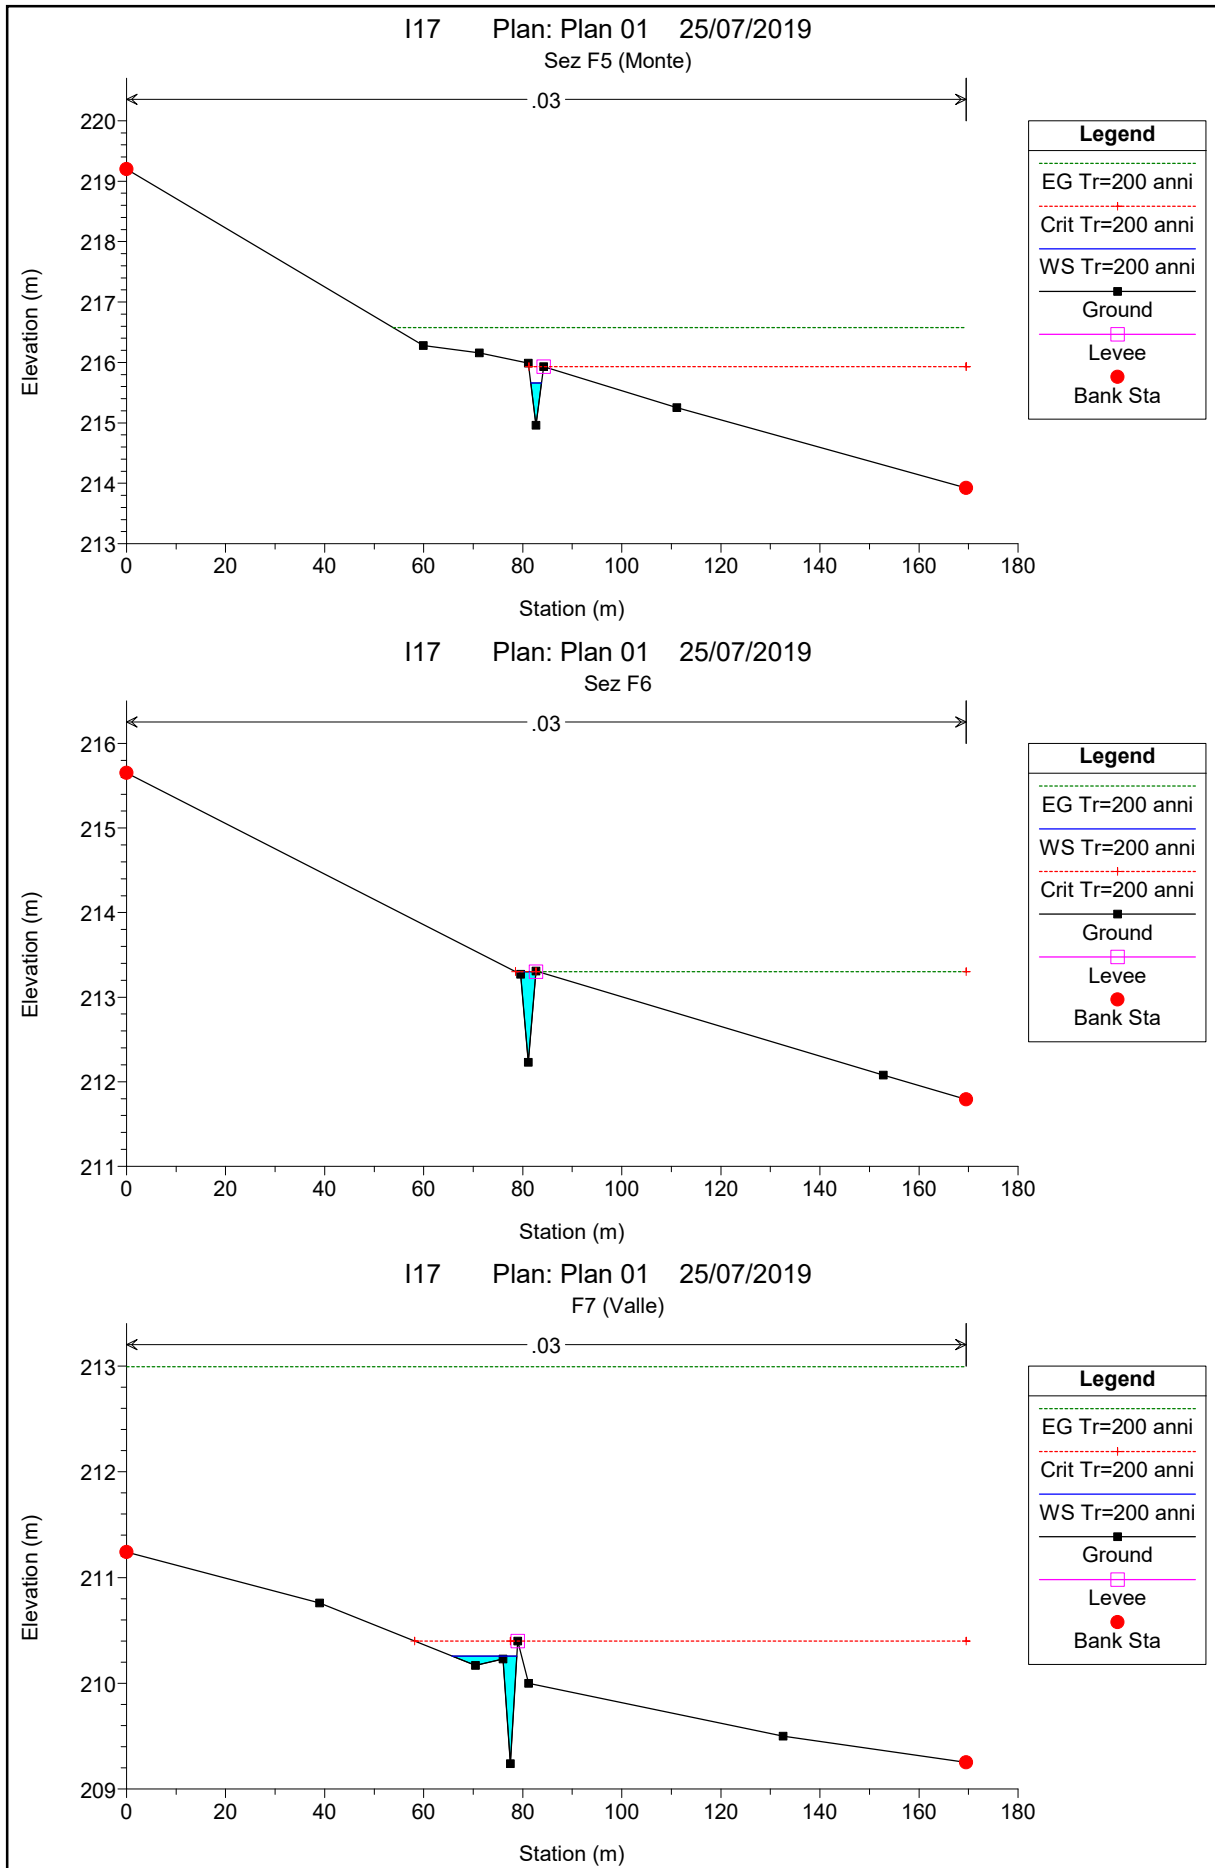 I17 Plan: Plan 01 25/07/2019
Sez F5 (Monte)
.03
220
219
218
217
216
215
214
213
Elevation (m)
0 20 40 60 80 100 120 140 160 180
Station (m)
Legend
EG Tr=200 anni
Crit Tr=200 anni
WS Tr=200 anni
Ground
Levee
Bank Sta
I17 Plan: Plan 01 25/07/2019
Sez F6
.03
216
215
214
213
212
211
Elevation (m)
0 20 40 60 80 100 120 140 160 180
Station (m)
Legend
EG Tr=200 anni
WS Tr=200 anni
Crit Tr=200 anni
Ground
Levee
Bank Sta
I17 Plan: Plan 01 25/07/2019
F7 (Valle)
.03
213
212
211
210
209
Elevation (m)
0 20 40 60 80 100 120 140 160 180
Station (m)
Legend
EG Tr=200 anni
Crit Tr=200 anni
WS Tr=200 anni
Ground
Levee
Bank Sta